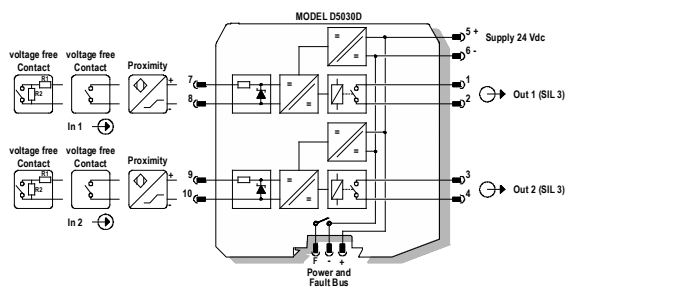 MODEL D5030D
5 +
Supply 24 Vdc
6 -
voltage free Contact
voltage free Contact
Proximity
R1
R2
+
-
7
8
1
2
Out 1 (SIL 3)
In 1
=
=
=
=
voltage free Contact
voltage free Contact
Proximity
R1
R2
+
-
9
10
3
4
Out 2 (SIL 3)
In 2
=
=
=
=
F - +
Power and
Fault Bus